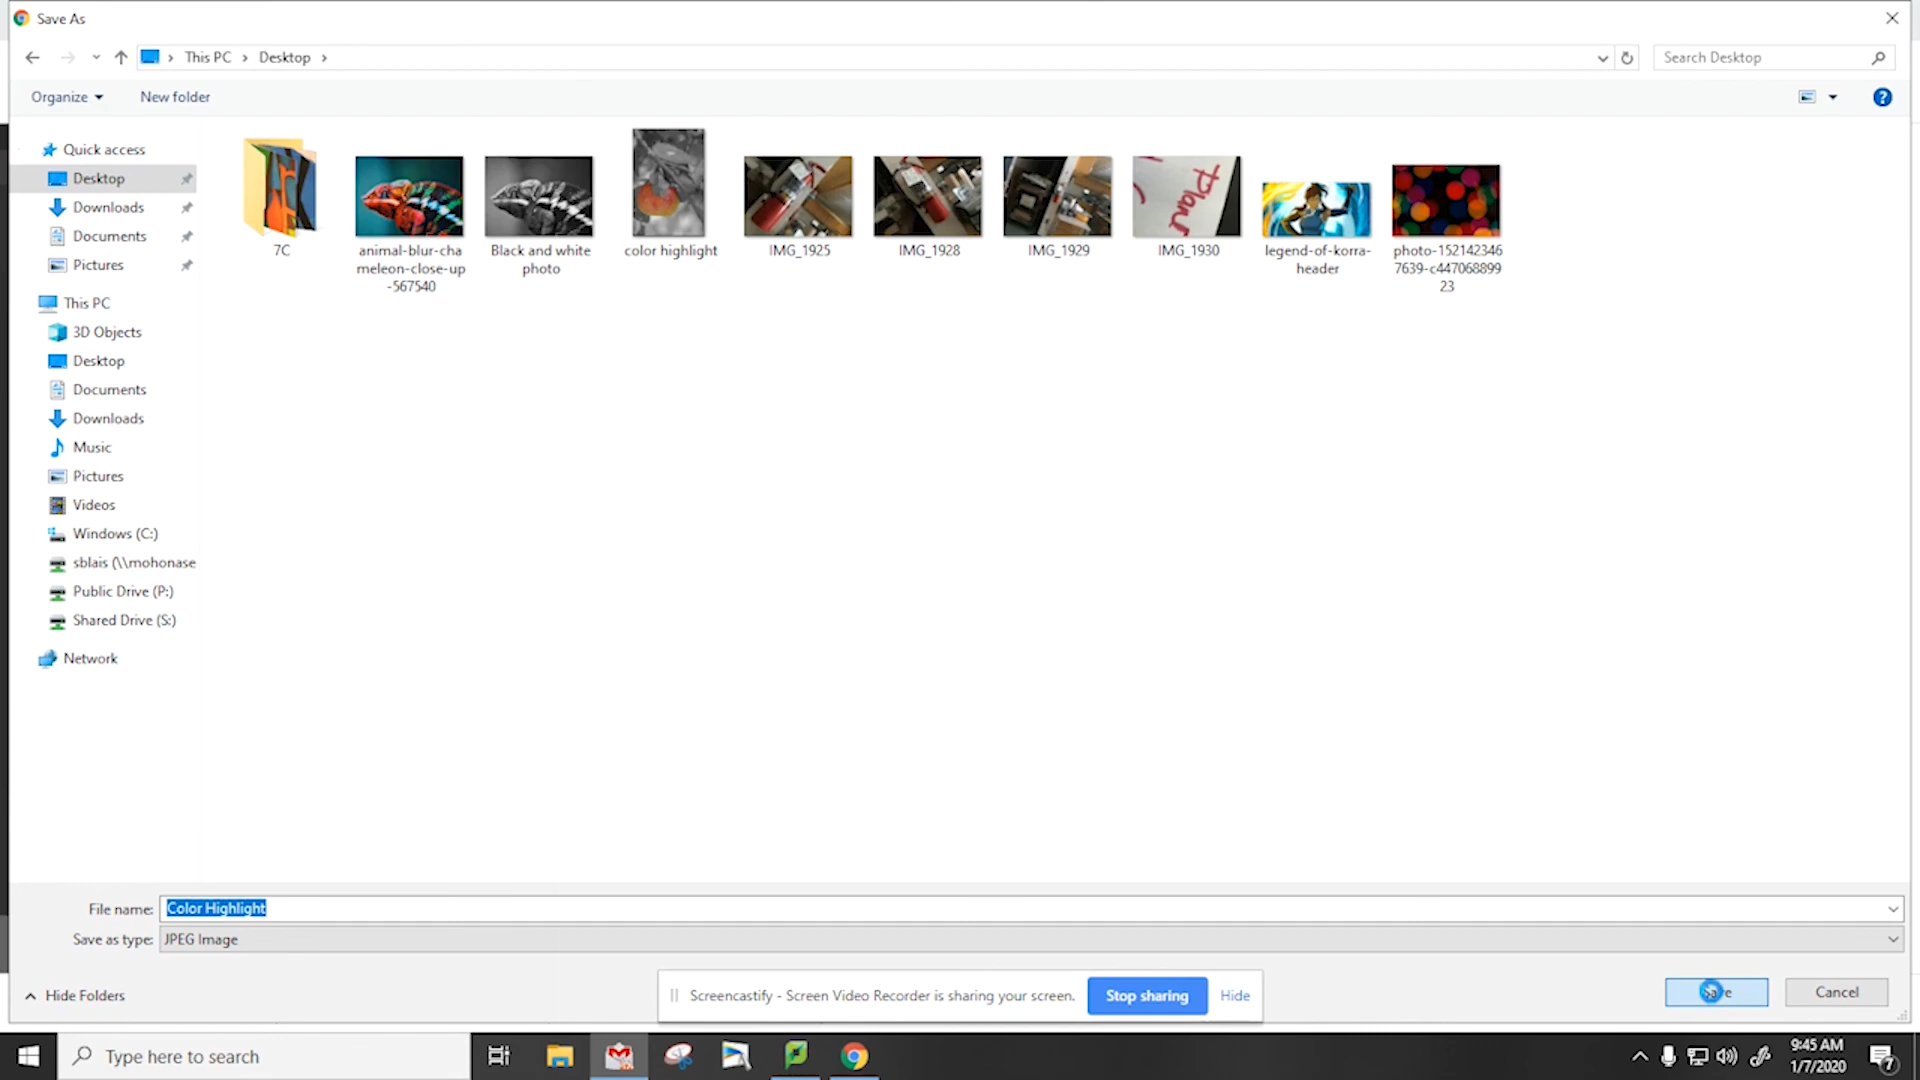 Save As
This PC
Desktop
Search Desktop
Organize
New folder
Quick access
Desktop
Downloads
Documents
Pictures
This PC
3D Objects
Desktop
Documents
Downloads
Music
Pictures
Videos
Windows (C:)
sblais (\\mohonase
Public Drive (P:)
Shared Drive (S:)
Network
7C
animal-blur-cha
meleon-close-up
-567540
Black and white
photo
color highlight
IMG_1925
IMG_1928
IMG_1929
IMG_1930
legend-of-korra-
header
photo-152142346
7639-c447068899
23
Plano
File name: Color Highlight
Save as type: JPEG Image
Hide Folders
Screencastify - Screen Video Recorder is sharing your screen. Stop sharing Hide
Save
Cancel
Type here to search
9:45 AM
1/7/2020
7